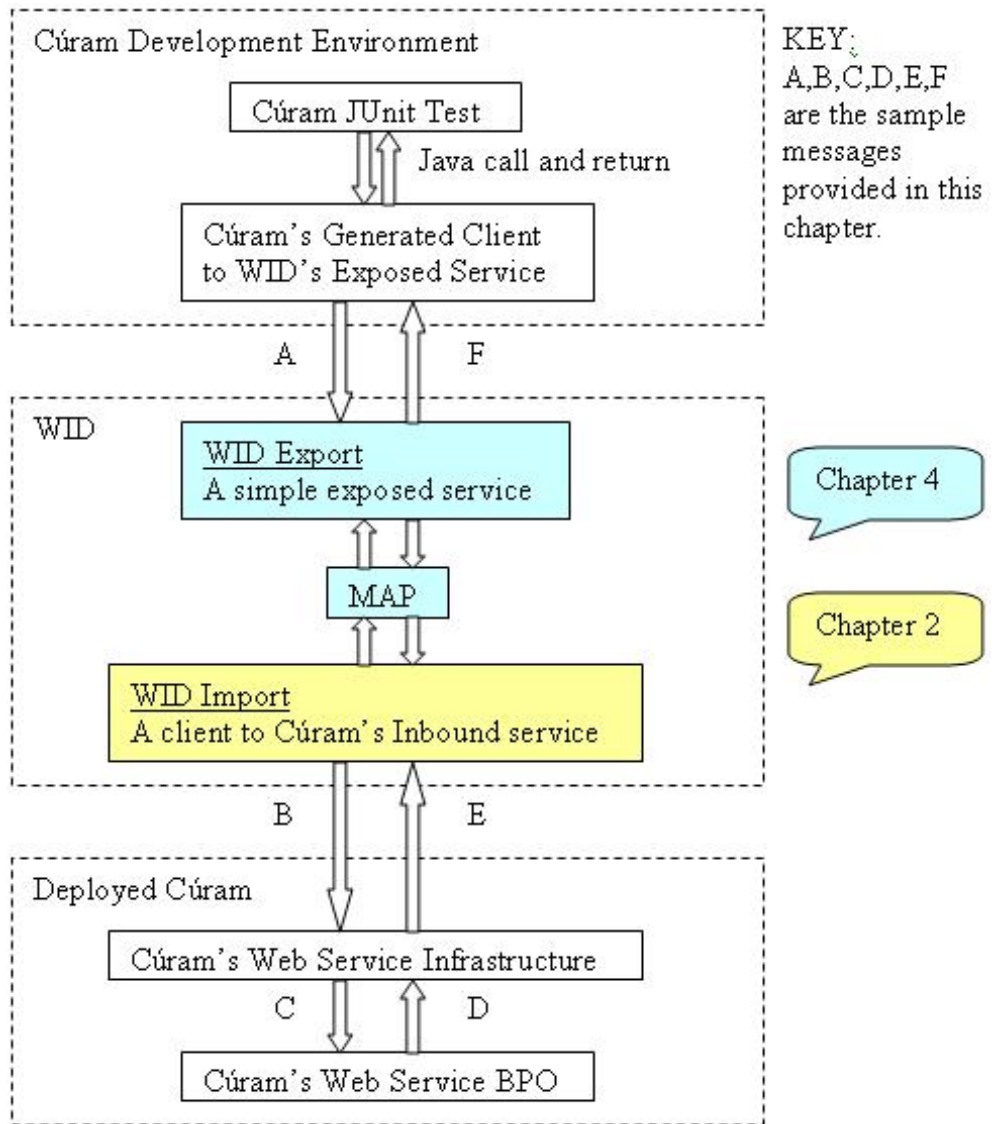 Cúram Development Environment
Cúram JUnit Test
Java call and return
Cúram's Generated Client
to WID's Exposed Service
KEY:
A,B,C,D,E,F
are the sample
messages
provided in this
chapter.
A
F
WID
WID Export
A simple exposed service
MAP
WID Import
A client to Cúram's Inbound service
Chapter 4
Chapter 2
B
E
Deployed Cúram
Cúram's Web Service Infrastructure
C
D
Cúram's Web Service BPO